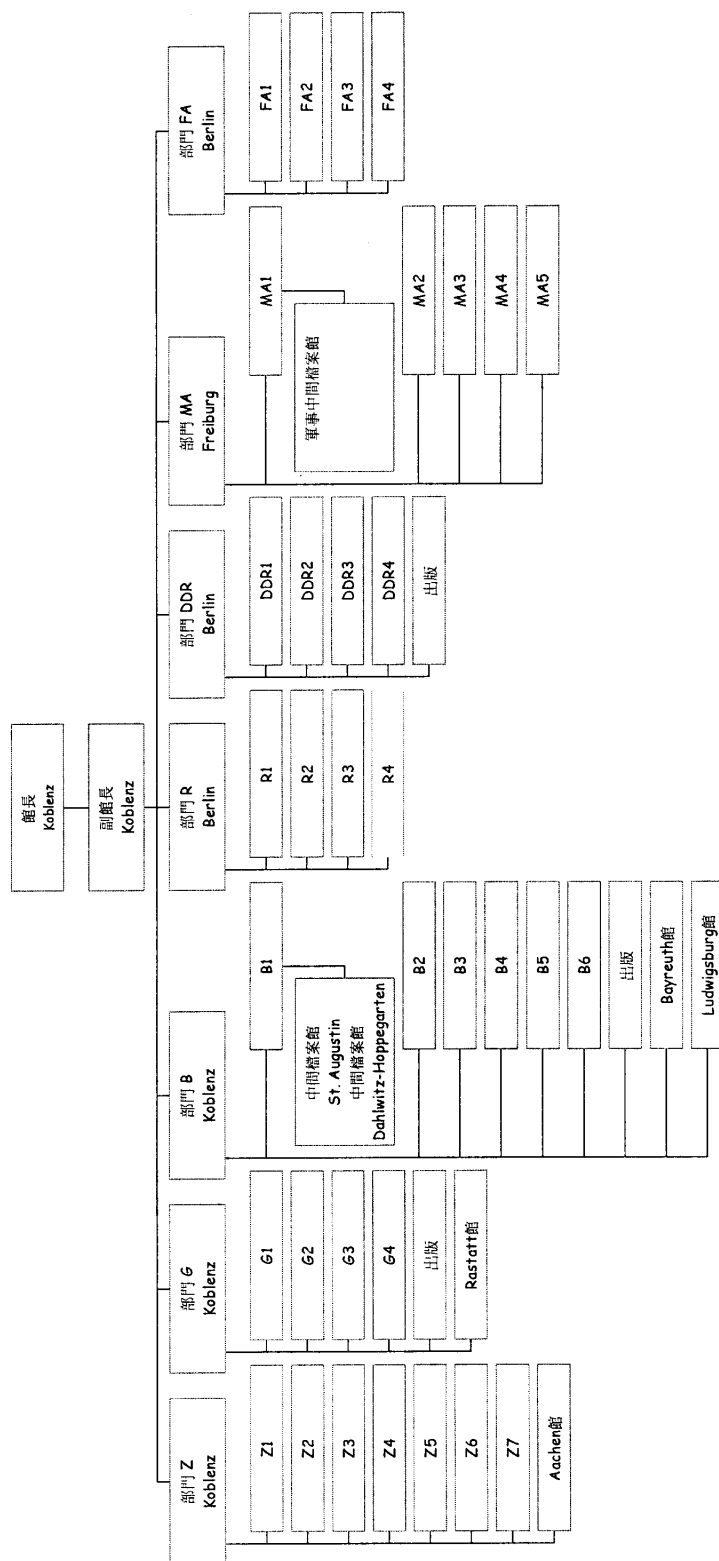 館長
Koblenz
副館長
Koblenz
部門 Z
Koblenz
Z1
Z2
Z3
Z4
Z5
Z6
Z7
Aachen館
部門 G
Koblenz
G1
G2
G3
G4
出版
Rastatt館
部門 B
Koblenz
B1
中間檔案館
St. Augustin
中間檔案館
Dahlwitz-Hoppegarten
B2
B3
B4
B5
B6
出版
Bayreuth館
Ludwigsburg館
部門 R
Berlin
R1
R2
R3
R4
部門 DDR
Berlin
DDR1
DDR2
DDR3
DDR4
出版
部門 MA
Freiburg
MA1
軍事中間檔案館
MA2
MA3
MA4
MA5
部門 FA
Berlin
FA1
FA2
FA3
FA4